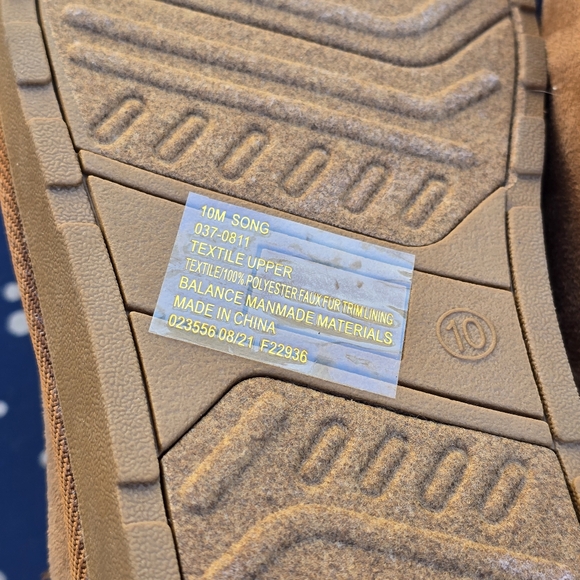 10M SONG
037-0811
TEXTILE UPPER
TEXTILE/100% POLYESTER FAUX FUR TRIM LINING
BALANCE MANMADE MATERIALS
MADE IN CHINA
023556 08/21 F22936
10